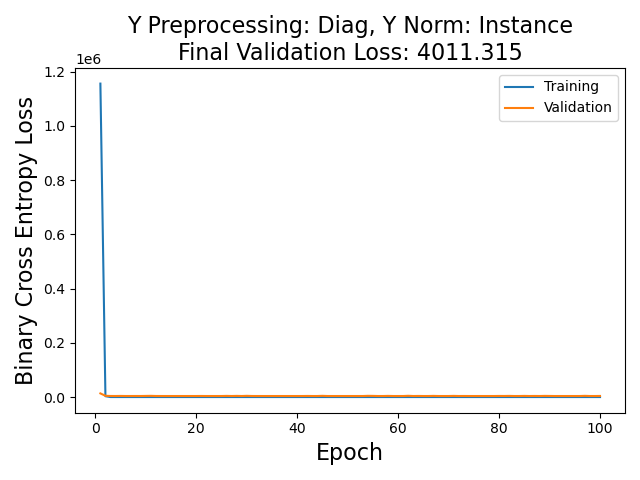 Y Preprocessing: Diag, Y Norm: Instance
Final Validation Loss: 4011.315
1e6
1.2
1.0
0.8
0.6
0.4
0.2
0.0
Binary Cross Entropy Loss
Training
Validation
0 20 40 60 80 100
Epoch